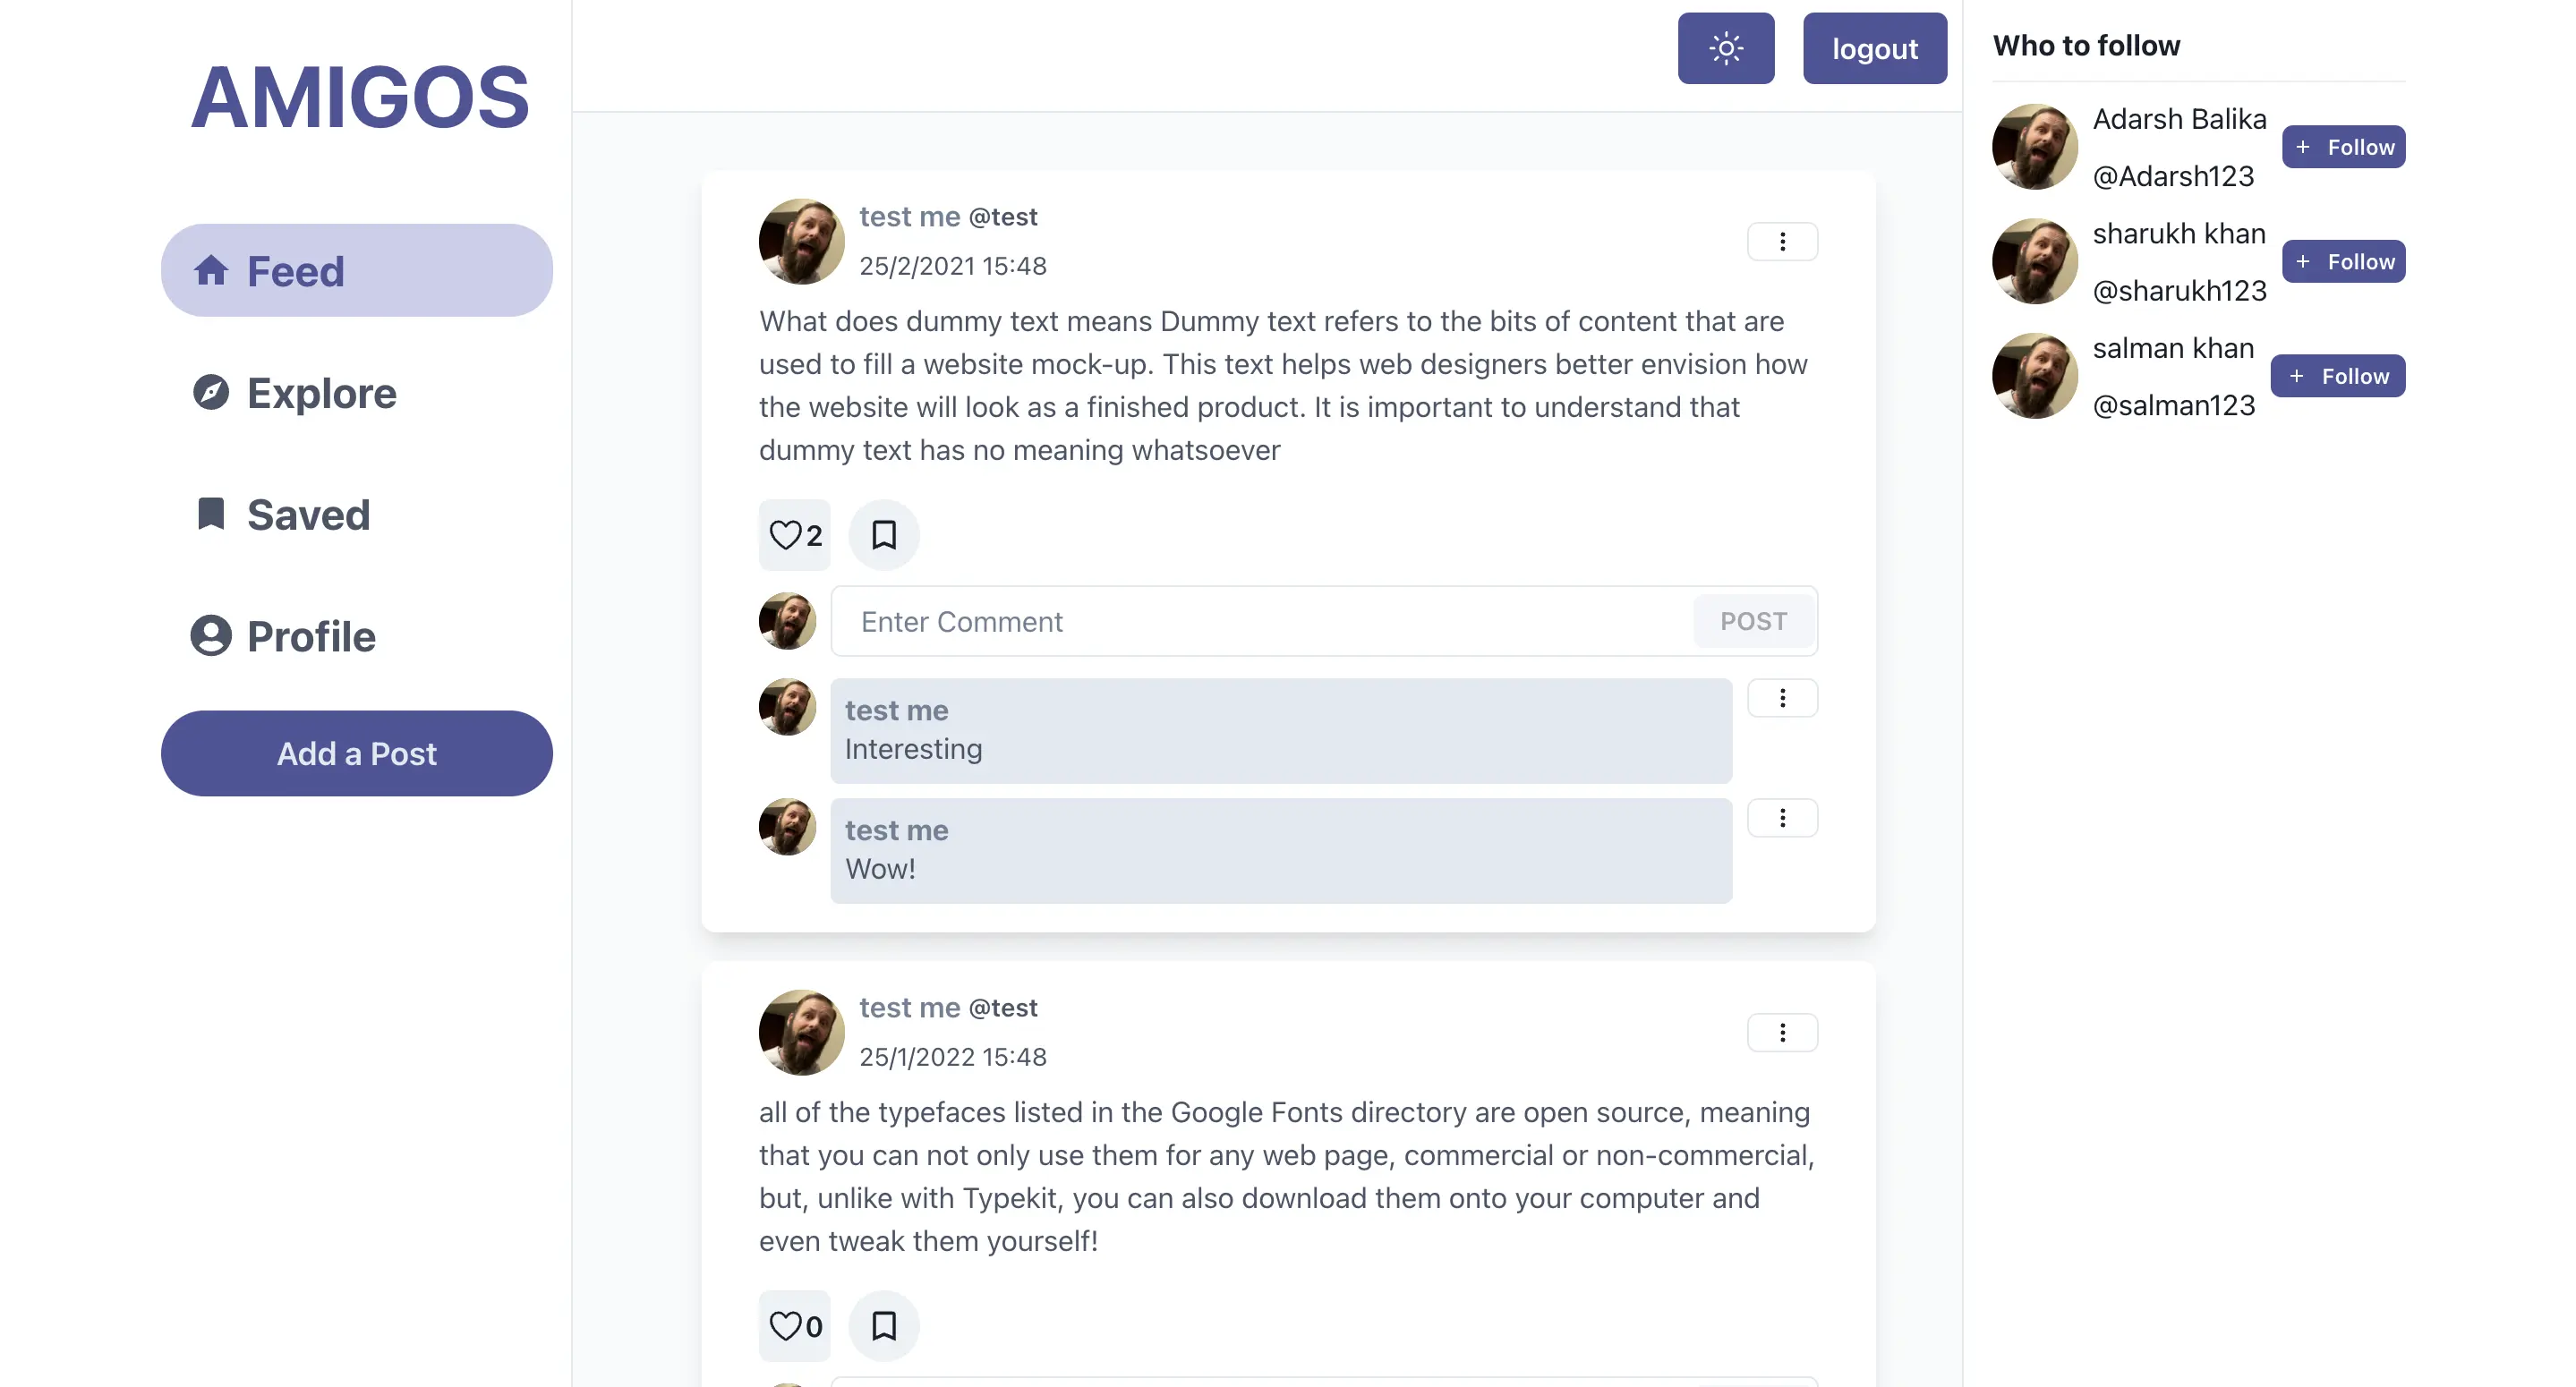 AMIGOS
Feed
Explore
Saved
Profile
Add a Post
logout
test me @test
25/2/2021 15:48
What does dummy text means Dummy text refers to the bits of content that are
used to fill a website mock-up. This text helps web designers better envision how
the website will look as a finished product. It is important to understand that
dummy text has no meaning whatsoever
2
Enter Comment
POST
test me
Interesting
test me
Wow!
test me @test
25/1/2022 15:48
all of the typefaces listed in the Google Fonts directory are open source, meaning
that you can not only use them for any web page, commercial or non-commercial,
but, unlike with Typekit, you can also download them onto your computer and
even tweak them yourself!
0
Who to follow
Adarsh Balika
@Adarsh123
+ Follow
sharukh khan
@sharukh123
+ Follow
salman khan
@salman123
+ Follow